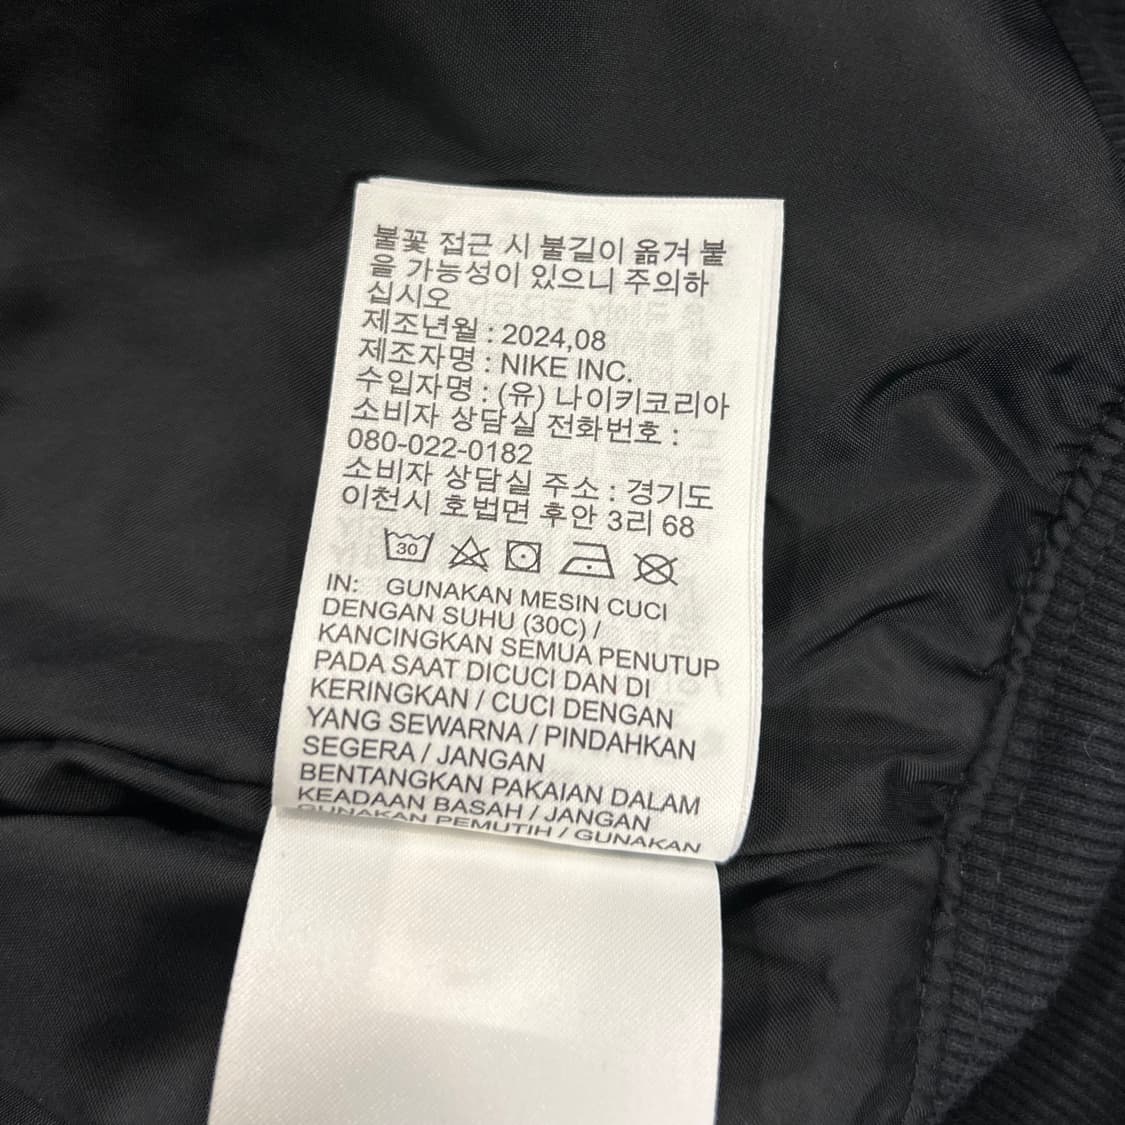 불꽃 접근 시 불길이 옮겨 붙
을 가능성이 있으니 주의하
십시오
제조년월 : 2024,08
제조자명 : NIKE INC.
수입자명 : (유) 나이키코리아
소비자 상담실 전화번호 :
080-022-0182
소비자 상담실 주소 : 경기도
이천시 호법면 후안 3리 68
30
IN: GUNAKAN MESIN CUCI
DENGAN SUHU (30C) /
KANCINGKAN SEMUA PENUTUP
PADA SAAT DICUCI DAN DI
KERINGKAN / CUCI DENGAN
YANG SEWARNA / PINDAHKAN
SEGERA / JANGAN
BENTANGKAN PAKAIAN DALAM
KEADAAN BASAH / JANGAN
GUNAKAN PEMUTIH / GUNAKAN